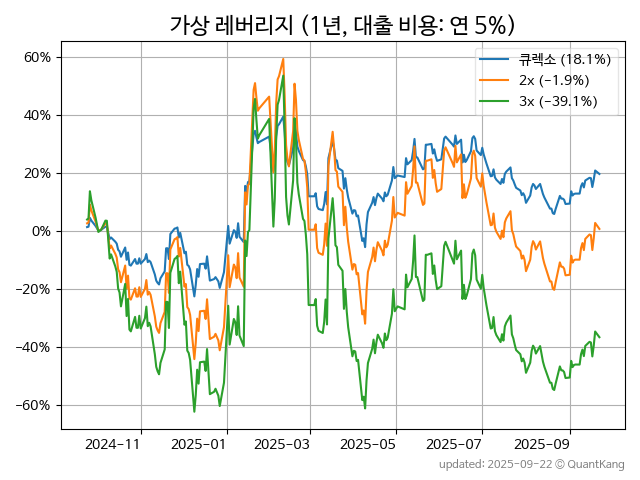 가상 레버리지 (1년, 대출 비용: 연 5%)
큐렉소 (18.1%)
2x (−1.9%)
3x (−39.1%)
60%
40%
20%
0%
−20%
−40%
−60%
2024-11
2025-01
2025-03
2025-05
2025-07
2025-09
updated: 2025-09-22 © QuantKang